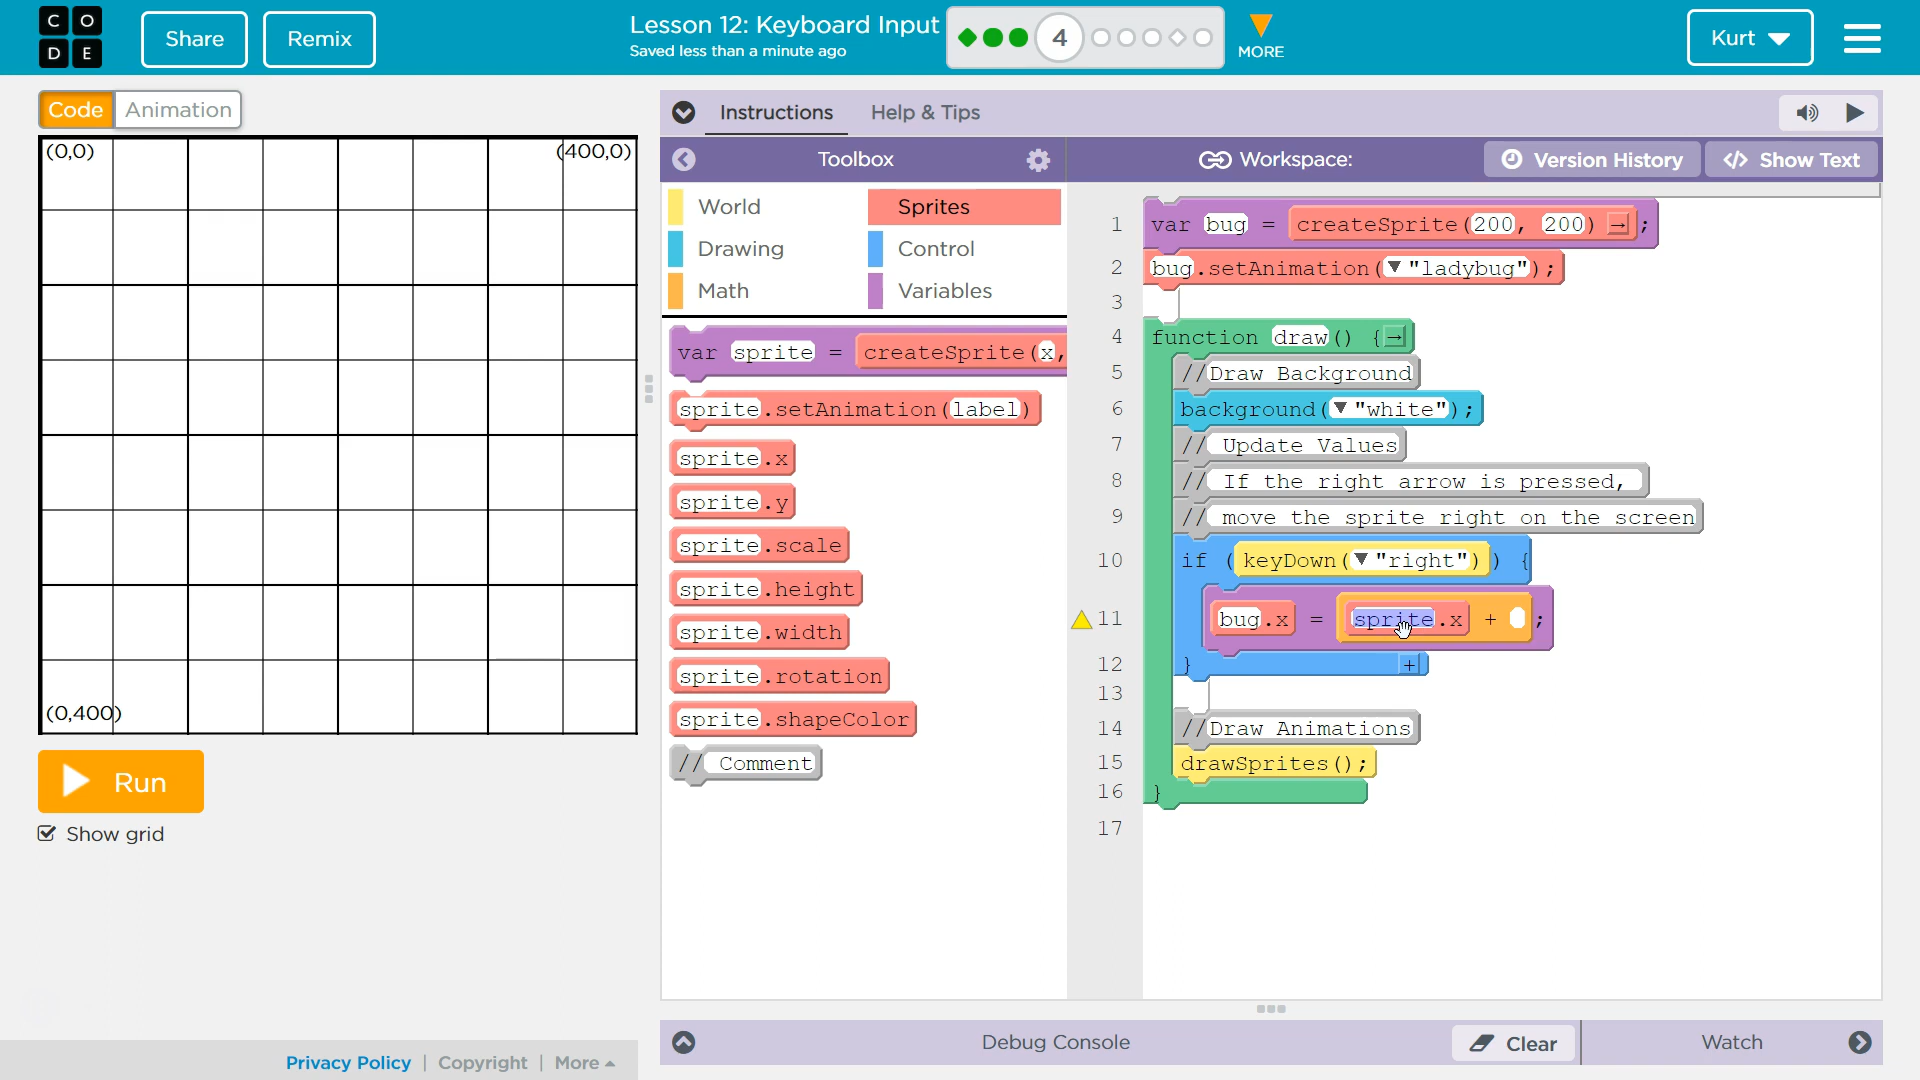 C O
D E
Share
Remix
Lesson 12: Keyboard Input
Saved less than a minute ago
4
MORE
Kurt
Code
Animation
Instructions
Help & Tips
Toolbox
Workspace:
Version History
</> Show Text
(0,0)
(400,0)
(0,400)
World
Sprites
Drawing
Control
Math
Variables
var sprite = createSprite(x,
sprite.setAnimation(label)
sprite.x
sprite.y
sprite.scale
sprite.height
sprite.width
sprite.rotation
sprite.shapeColor
// Comment
1 var bug = createSprite(200, 200);
2 bug.setAnimation("ladybug");
3
4 function draw() {
5 //Draw Background
6 background("white");
7 // Update Values
8 // If the right arrow is pressed,
9 // move the sprite right on the screen
10 if (keyDown("right")) {
11 bug.x = sprite.x + ;
12 } +
13
14 //Draw Animations
15 drawSprites();
16 }
17
Run
Show grid
Privacy Policy | Copyright | More
Debug Console
Clear
Watch